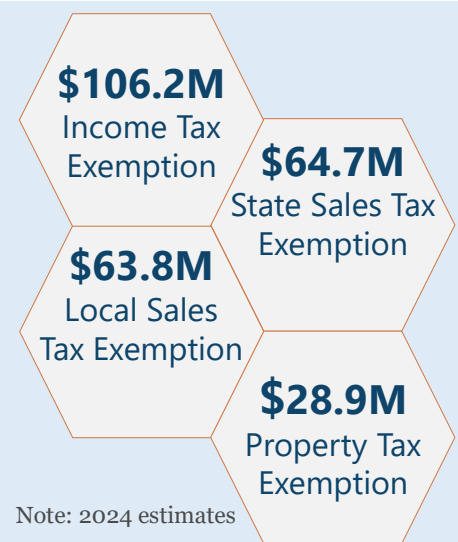 $106.2M
Income Tax
Exemption
$64.7M
State Sales Tax
Exemption
$63.8M
Local Sales
Tax Exemption
$28.9M
Property Tax
Exemption
Note: 2024 estimates